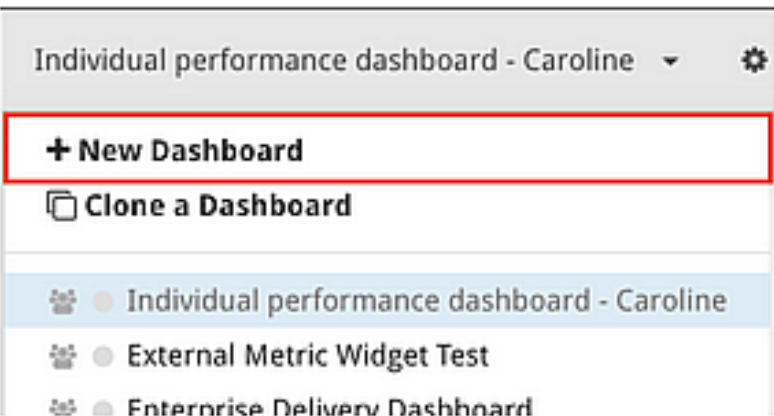 Individual performance dashboard - Caroline
New Dashboard
Clone a Dashboard
Individual performance dashboard - Caroline
External Metric Widget Test
Enterprise Delivery Dashboard